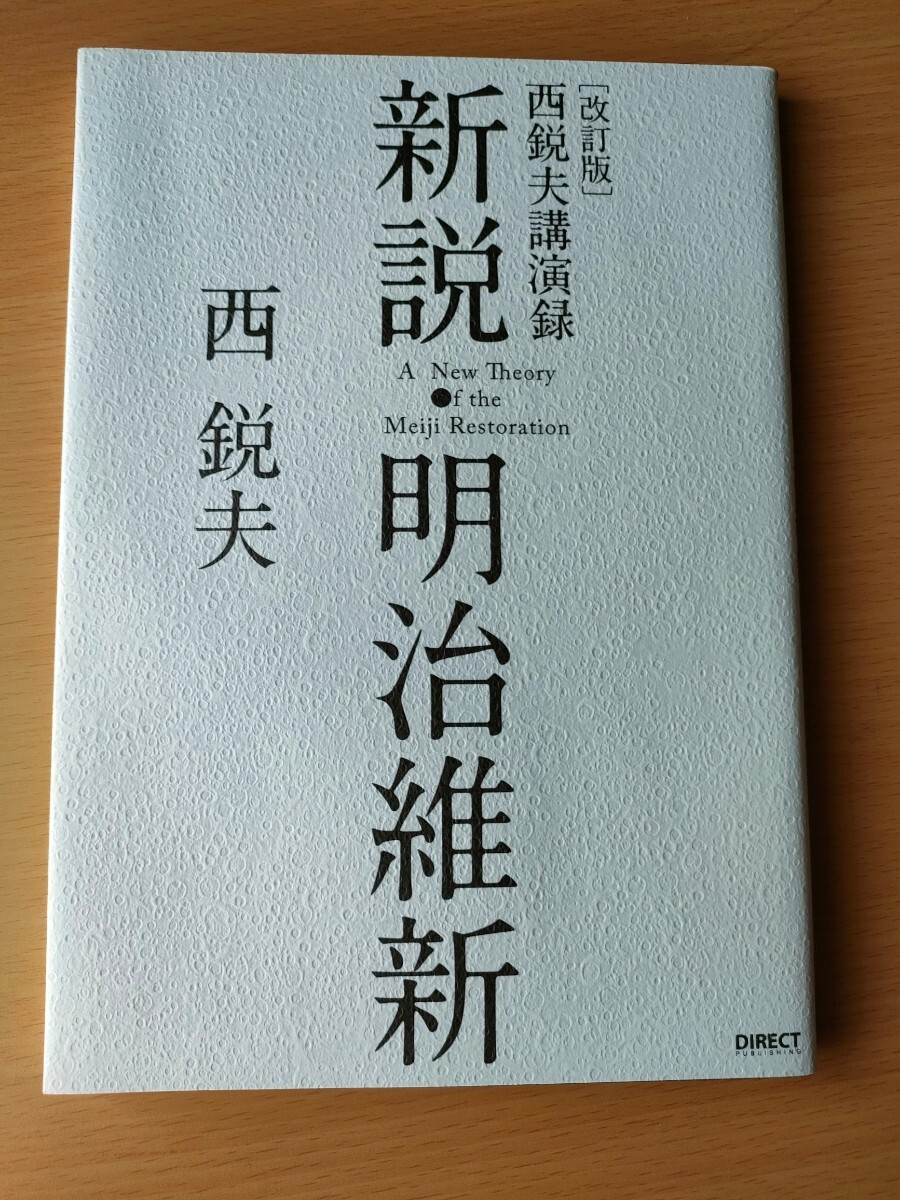 [改訂版]
西鋭夫講演録
新説
A New Theory
●f the
Meiji Restoration
明治維新
西 鋭夫
DIRECT
PUBLISHING